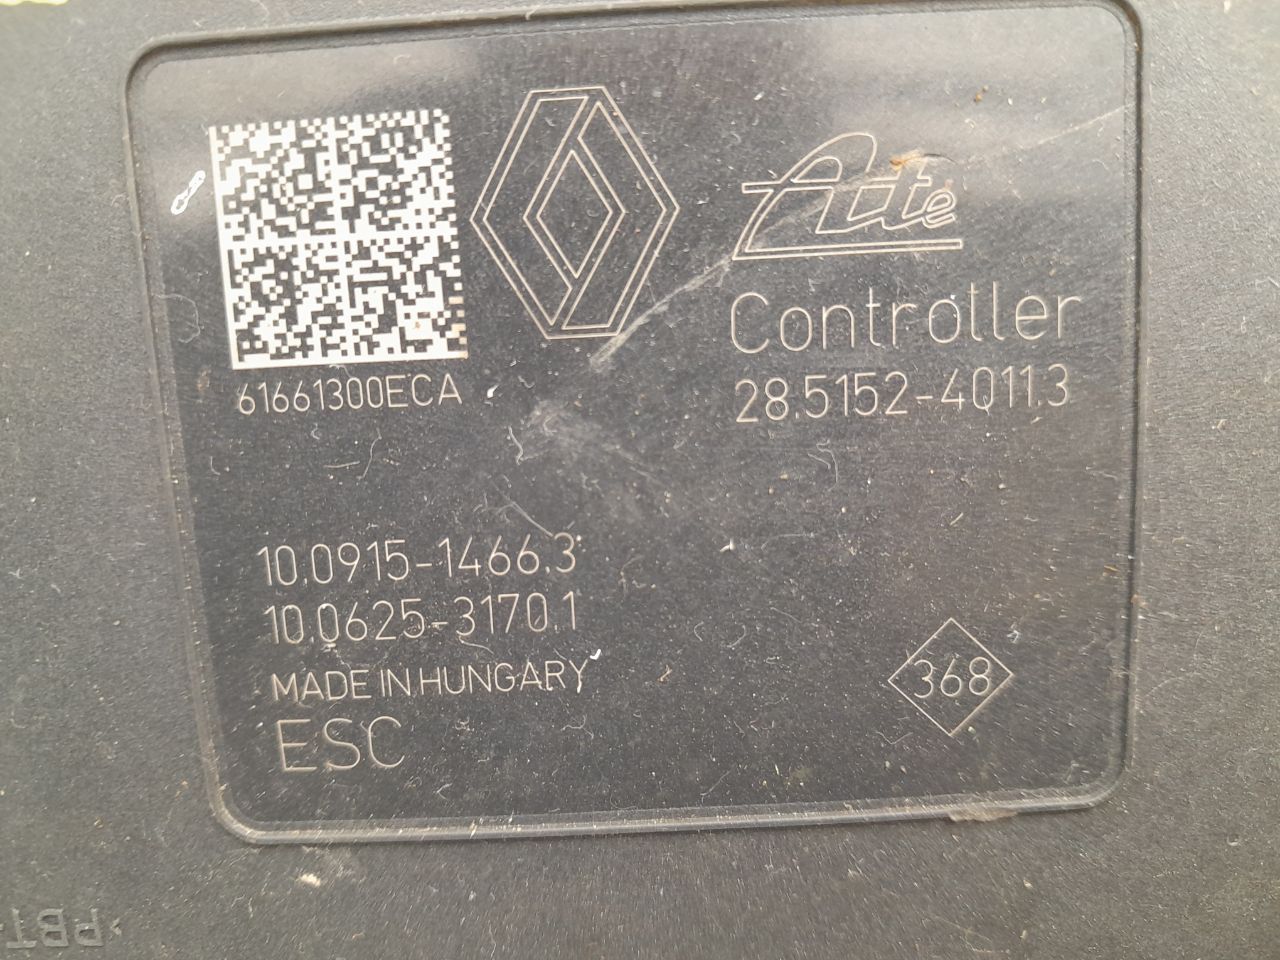 Ate
Controller
28.5152-4011.3
61661300ECA
10.0915-1466.3
10.0625-3170.1
MADE IN HUNGARY
ESC
368
>PBT-